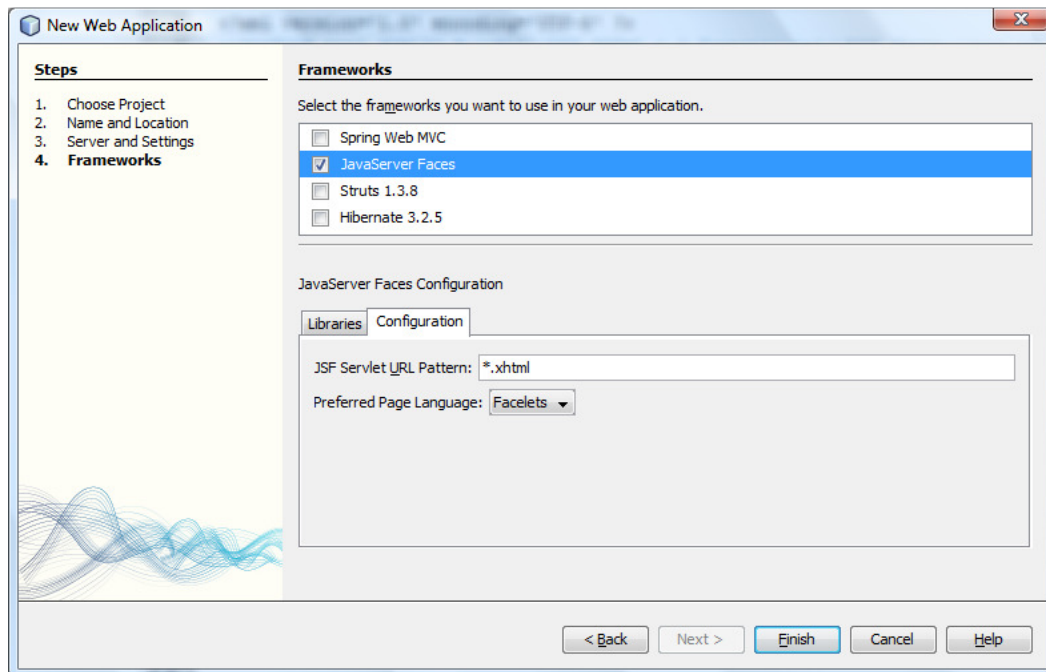 New Web Application
Steps
1. Choose Project
2. Name and Location
3. Server and Settings
4. Frameworks
Frameworks
Select the frameworks you want to use in your web application.
Spring Web MVC
JavaServer Faces
Struts 1.3.8
Hibernate 3.2.5
JavaServer Faces Configuration
Libraries Configuration
JSF Servlet URL Pattern: *.xhtml
Preferred Page Language: Facelets
< Back Next > Finish Cancel Help